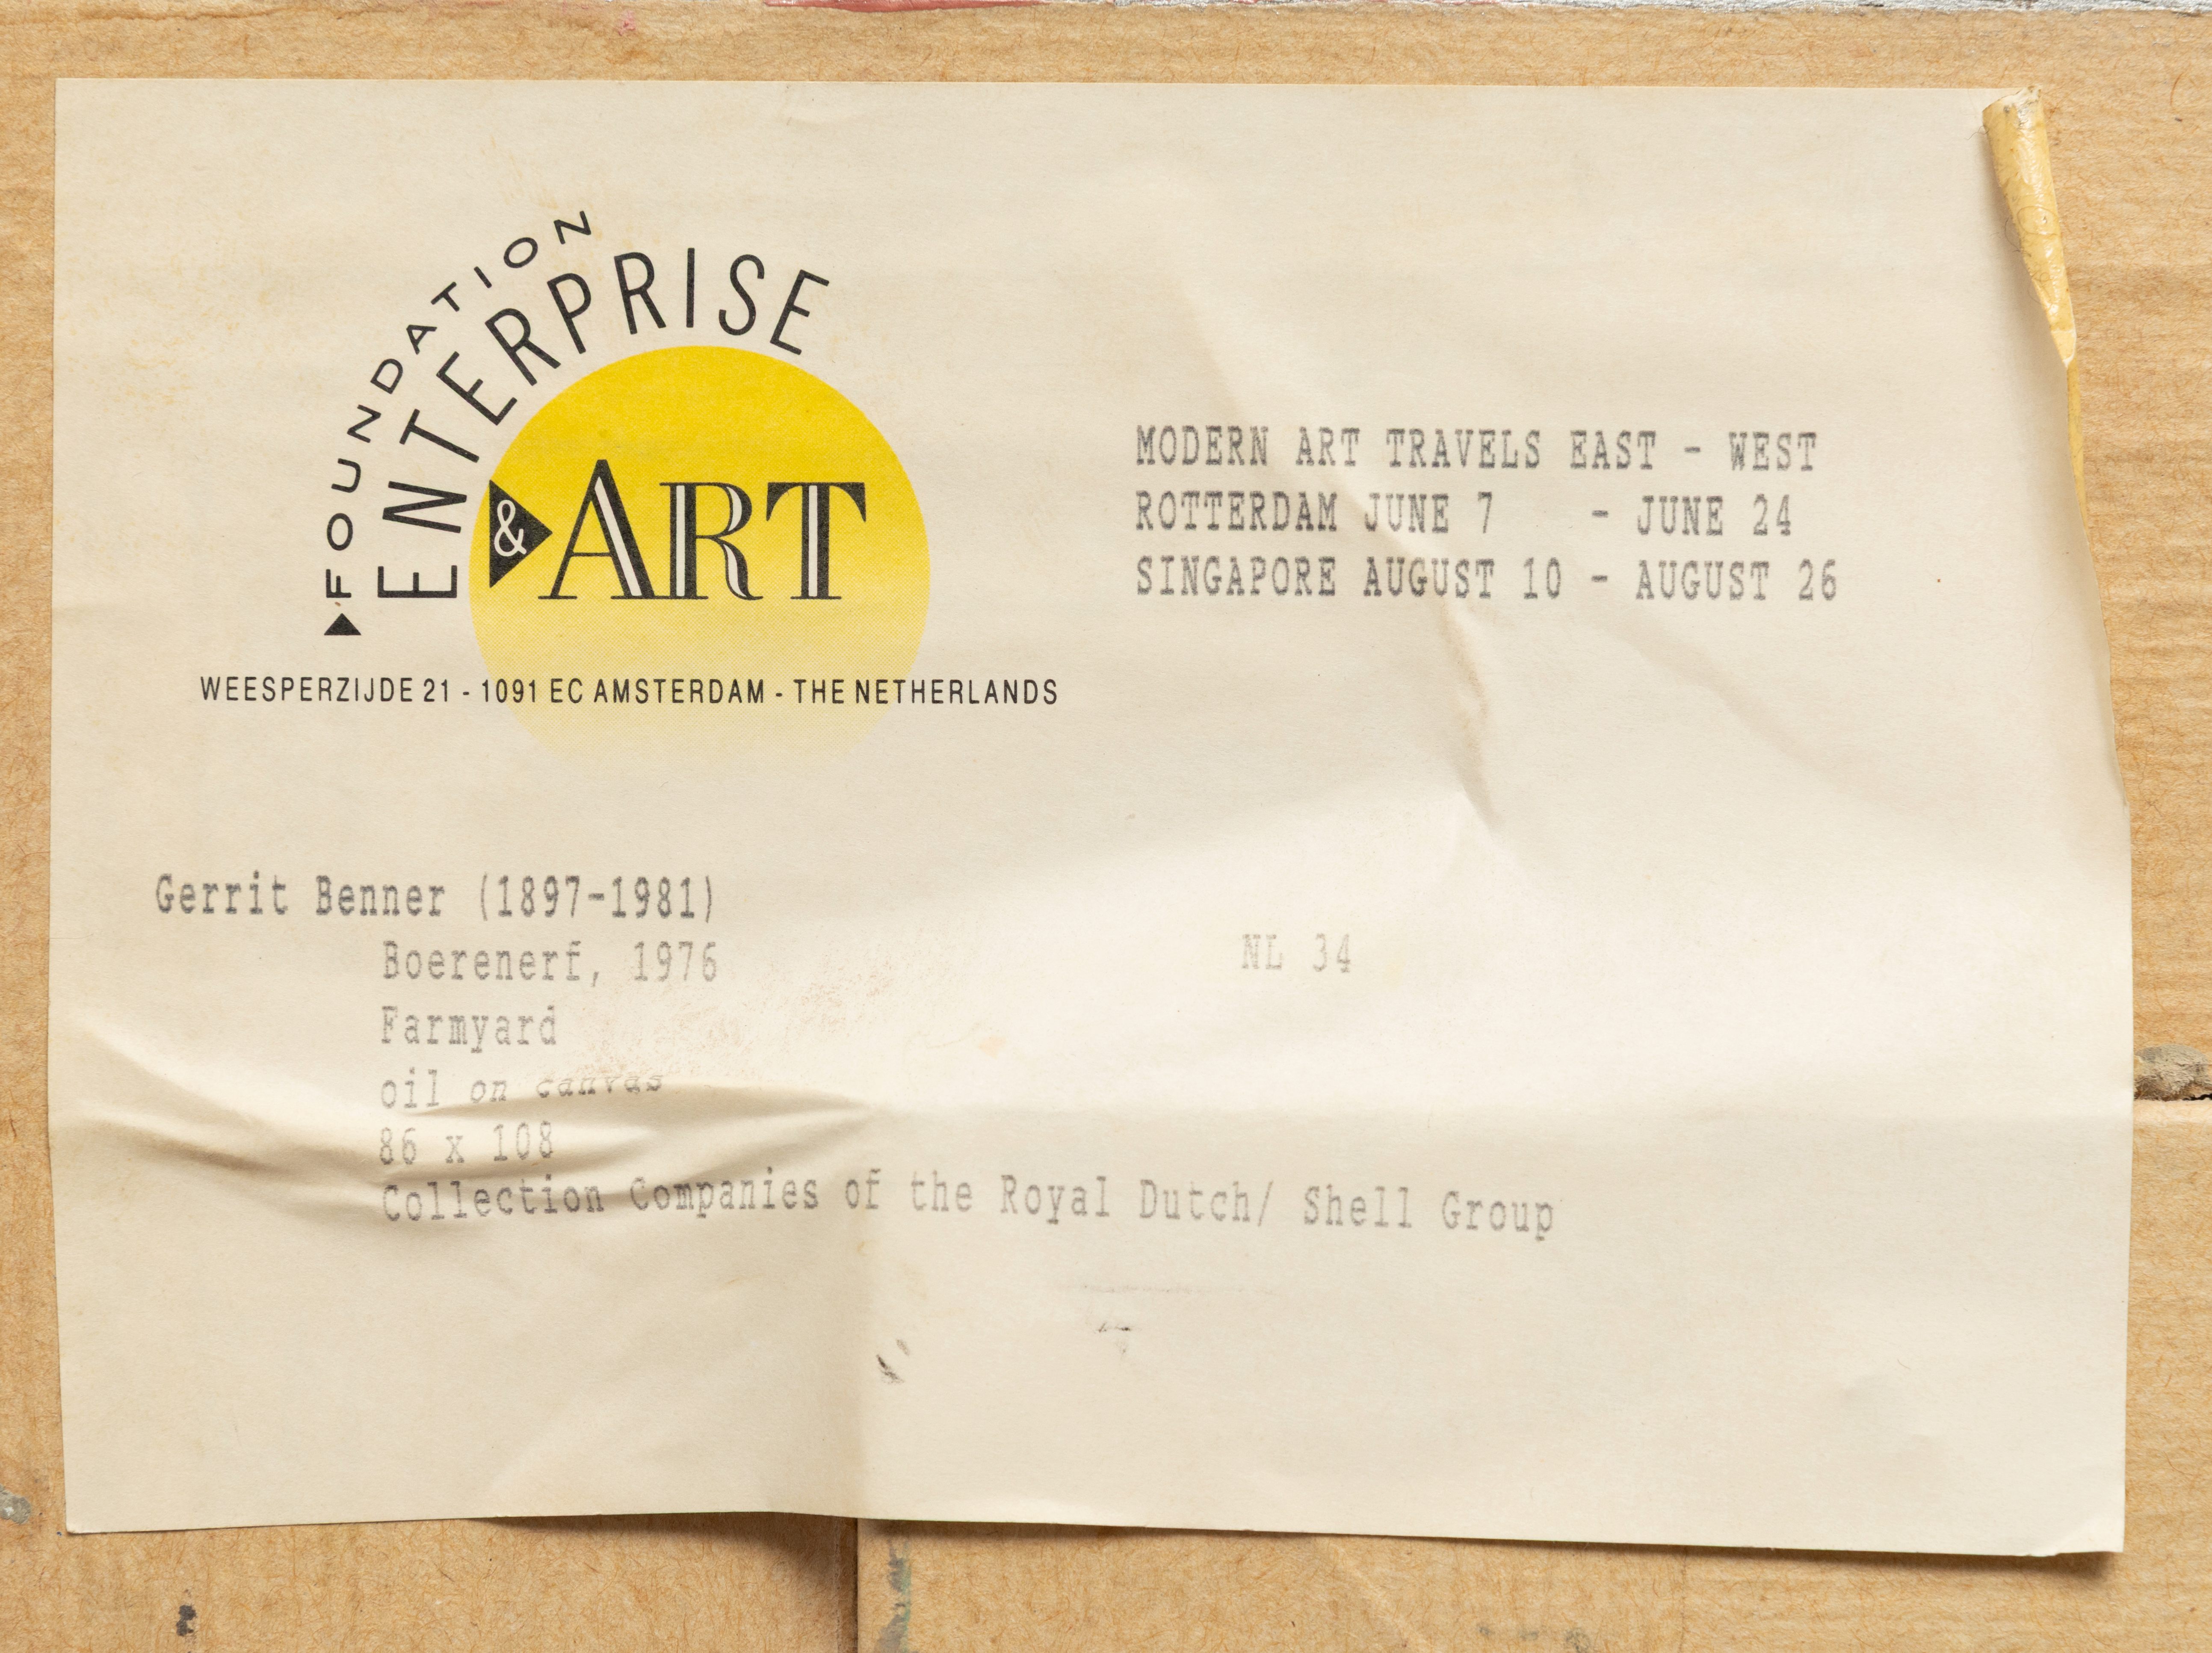 FOUNDATION
ENTERPRISE
& ART
WEESPERZIJDE 21 - 1091 EC AMSTERDAM - THE NETHERLANDS
MODERN ART TRAVELS EAST - WEST
ROTTERDAM JUNE 7 - JUNE 24
SINGAPORE AUGUST 10 - AUGUST 26
Gerrit Benner (1897-1981)
Boerenerf, 1976
NL 34
Farmyard
oil on canvas
86 x 108
Collection Companies of the Royal Dutch/ Shell Group